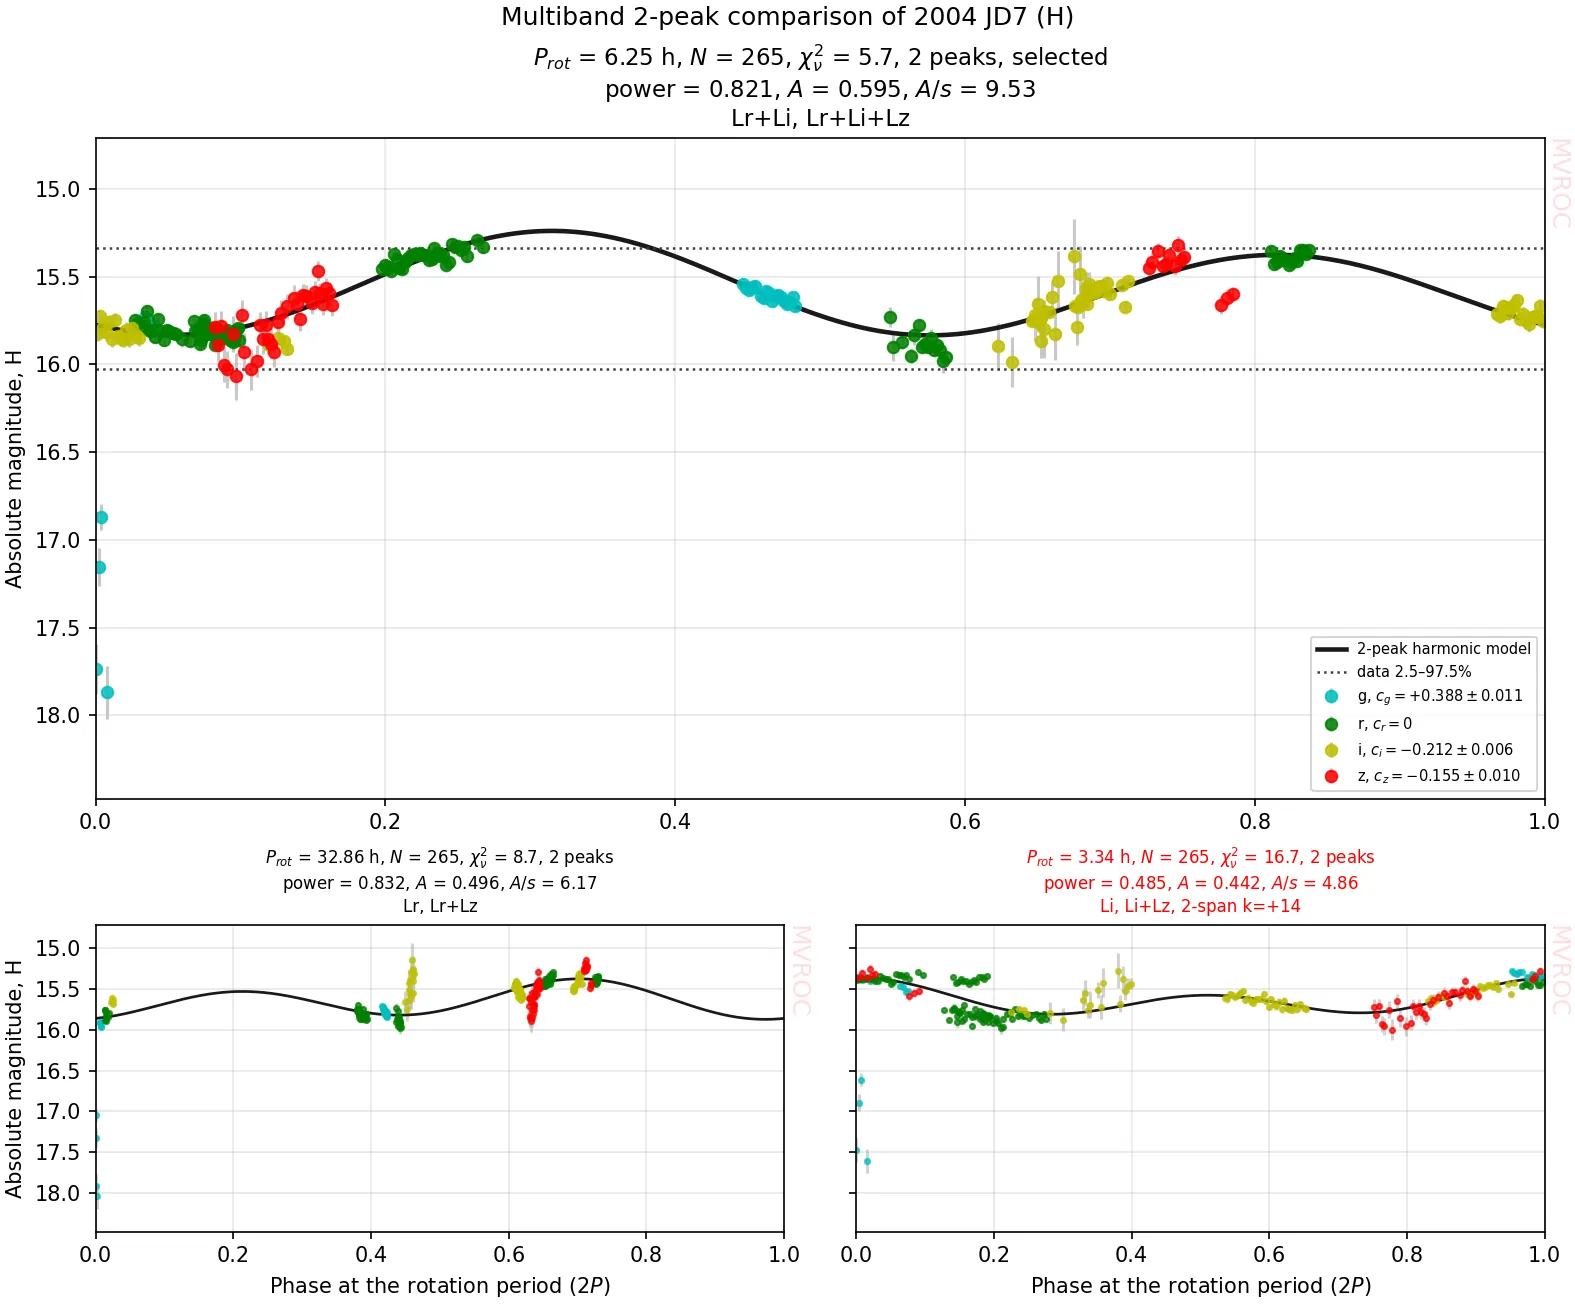 Multiband 2-peak comparison of 2004 JD7 (H)
P_rot = 6.25 h, N = 265, χ²_ν = 5.7, 2 peaks, selected
power = 0.821, A = 0.595, A/s = 9.53
Lr+Li, Lr+Li+Lz
MVROC
Absolute magnitude, H
15.0
15.5
16.0
16.5
17.0
17.5
18.0
2-peak harmonic model
data 2.5–97.5%
g, c_g = +0.388 ± 0.011
r, c_r = 0
i, c_i = −0.212 ± 0.006
z, c_z = −0.155 ± 0.010
0.0 0.2 0.4 0.6 0.8 1.0
P_rot = 32.86 h, N = 265, χ²_ν = 8.7, 2 peaks
power = 0.832, A = 0.496, A/s = 6.17
Lr, Lr+Lz
MVROC
Absolute magnitude, H
15.0
15.5
16.0
16.5
17.0
17.5
18.0
0.0 0.2 0.4 0.6 0.8 1.0
Phase at the rotation period (2P)
P_rot = 3.34 h, N = 265, χ²_ν = 16.7, 2 peaks
power = 0.485, A = 0.442, A/s = 4.86
Li, Li+Lz, 2-span k=+14
MVROC
0.0 0.2 0.4 0.6 0.8 1.0
Phase at the rotation period (2P)